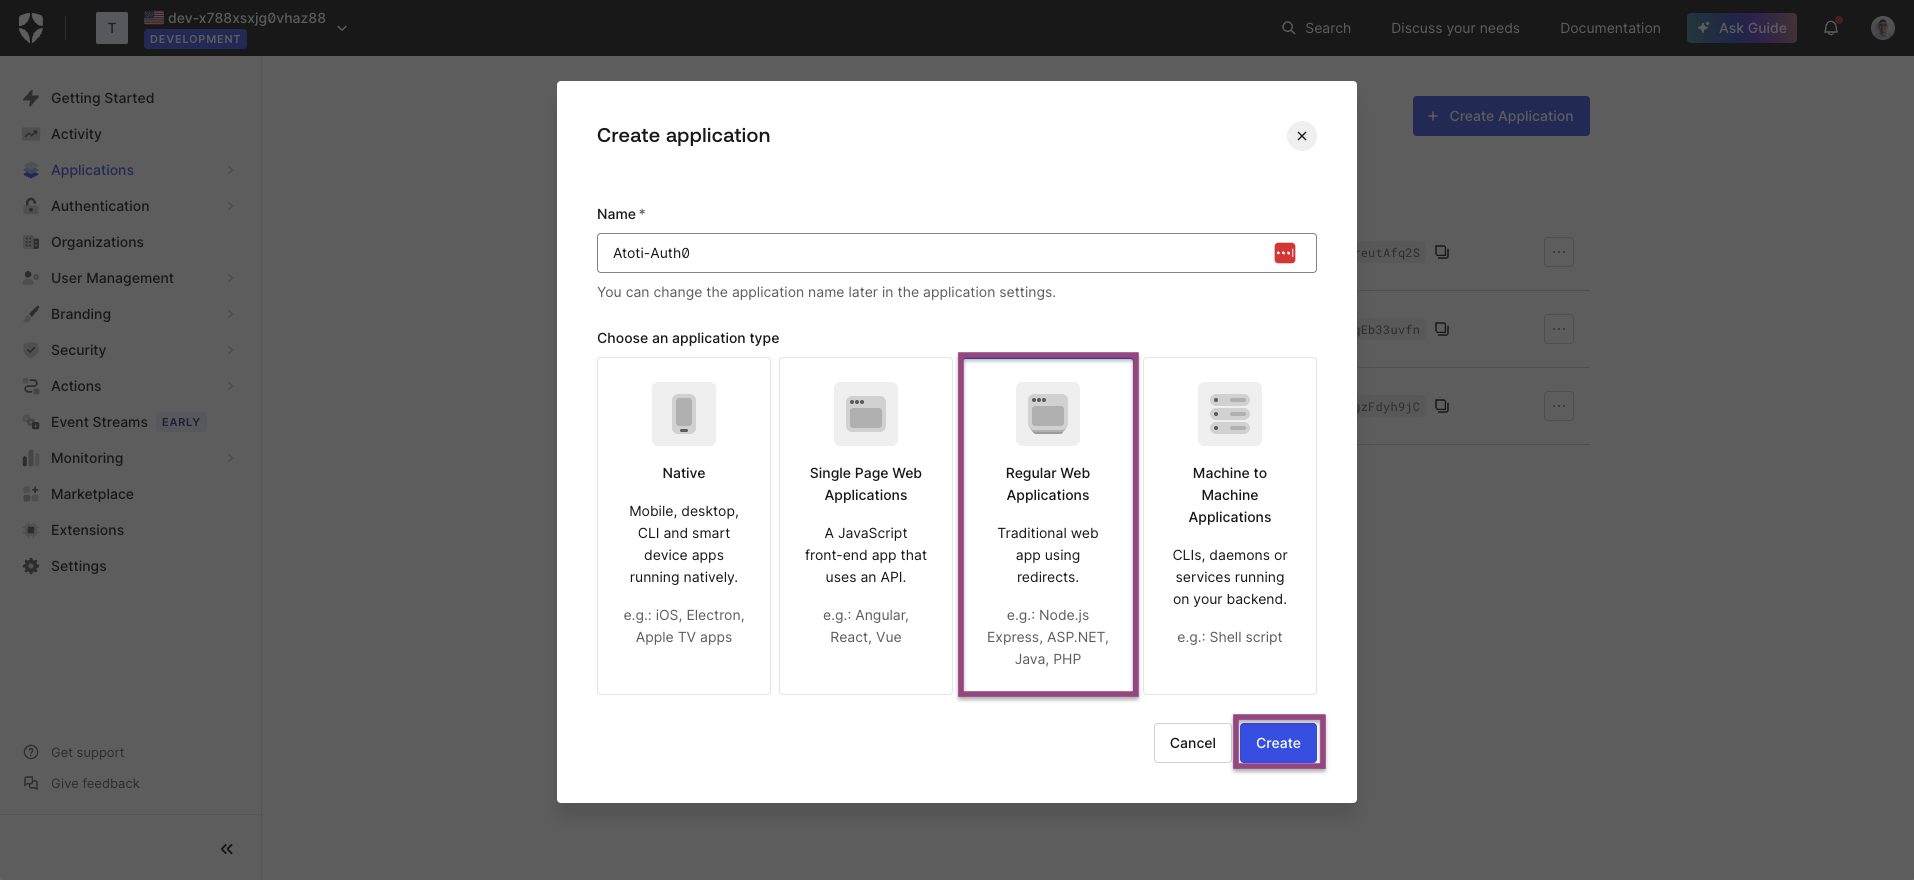 T
dev-x788xsxjg0vhaz88
DEVELOPMENT
Search
Discuss your needs
Documentation
Ask Guide
Getting Started
Activity
Applications
Authentication
Organizations
User Management
Branding
Security
Actions
Event Streams EARLY
Monitoring
Marketplace
Extensions
Settings
Get support
Give feedback
+ Create Application
reutAfq2S
gEb33uvfn
gzFdyh9jC
Create application
Name *
Atoti-Auth0
You can change the application name later in the application settings.
Choose an application type
Native
Mobile, desktop,
CLI and smart
device apps
running natively.
e.g.: iOS, Electron,
Apple TV apps
Single Page Web
Applications
A JavaScript
front-end app that
uses an API.
e.g.: Angular,
React, Vue
Regular Web
Applications
Traditional web
app using
redirects.
e.g.: Node.js
Express, ASP.NET,
Java, PHP
Machine to
Machine
Applications
CLIs, daemons or
services running
on your backend.
e.g.: Shell script
Cancel
Create